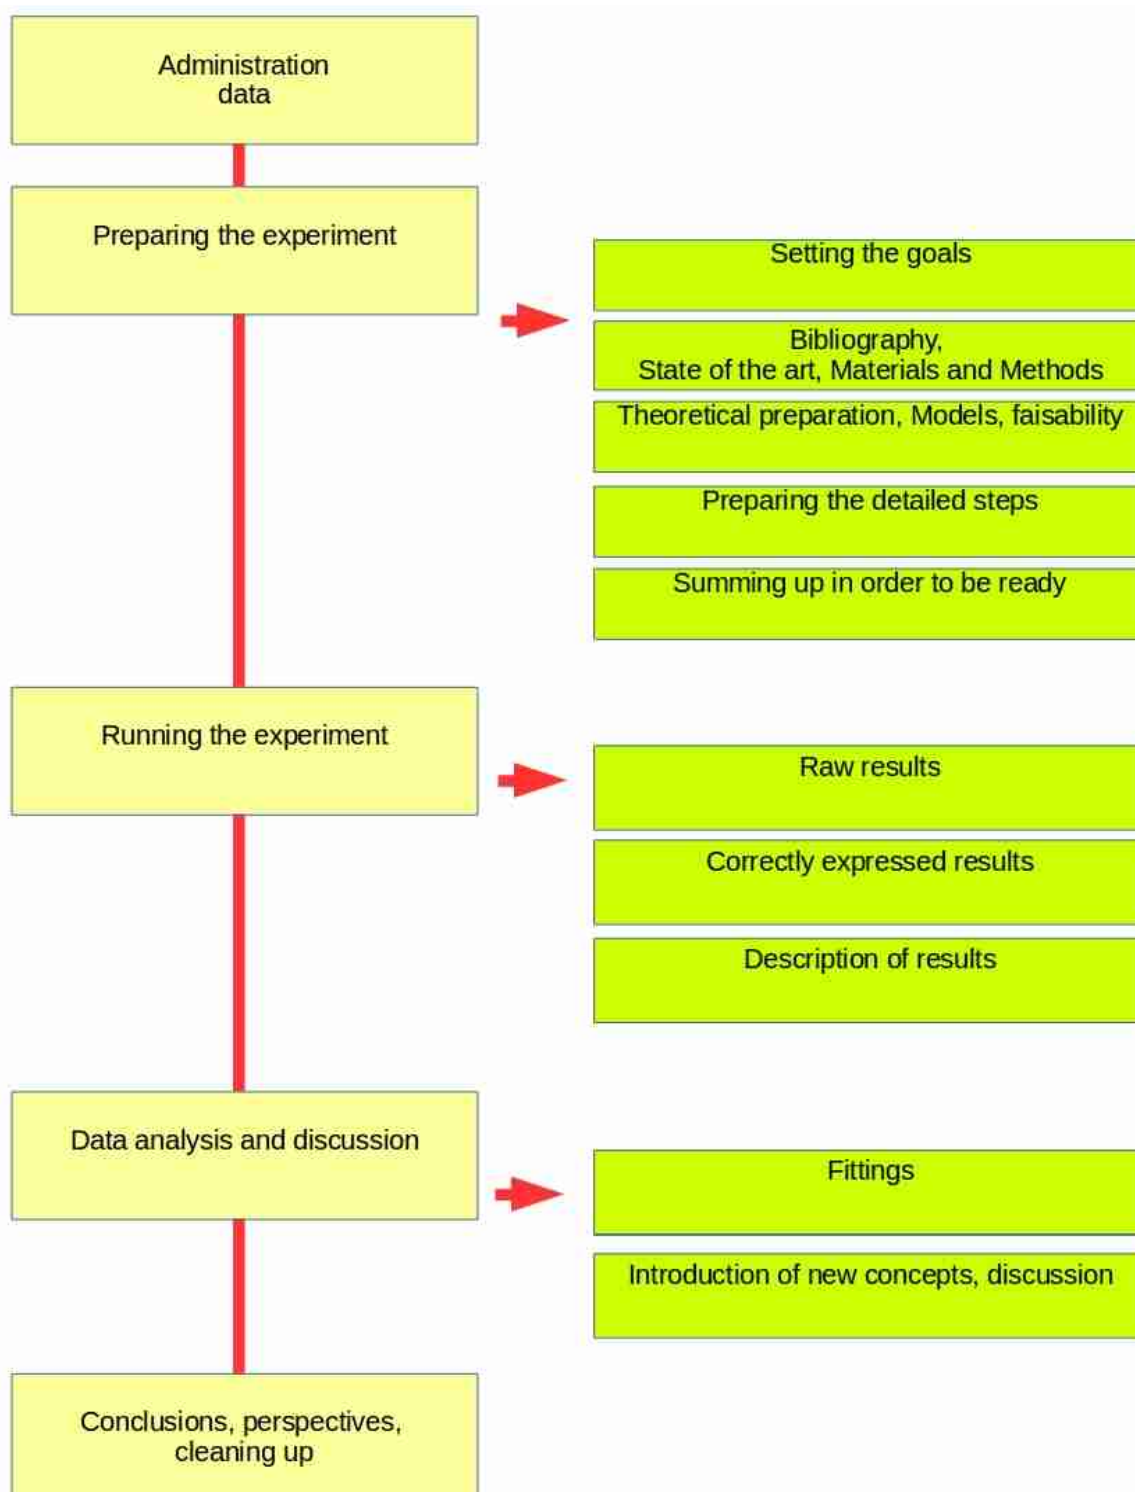 Administration
data
Preparing the experiment
Setting the goals
Bibliography,
State of the art, Materials and Methods
Theoretical preparation, Models, faisability
Preparing the detailed steps
Summing up in order to be ready
Running the experiment
Raw results
Correctly expressed results
Description of results
Data analysis and discussion
Fittings
Introduction of new concepts, discussion
Conclusions, perspectives,
cleaning up